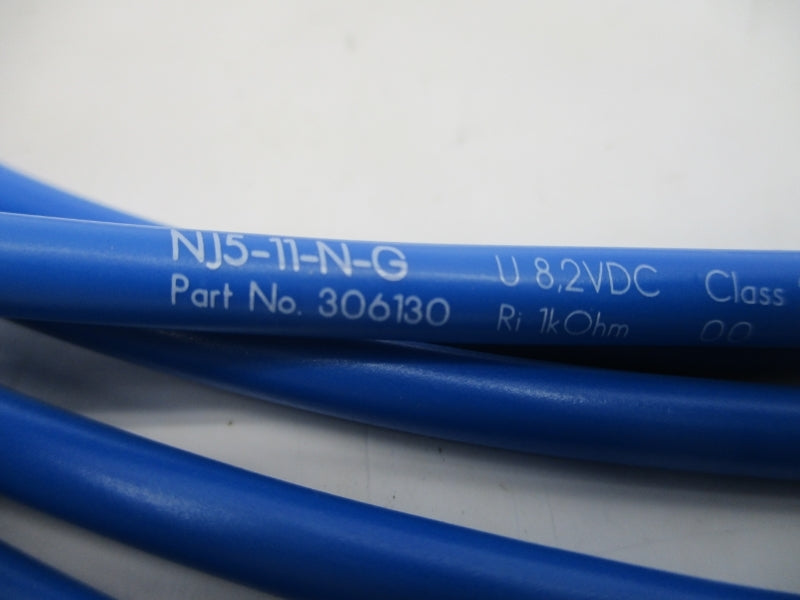 NJ5-11-N-G U 8,2VDC Class
Part No. 306130 Ri 1kOhm